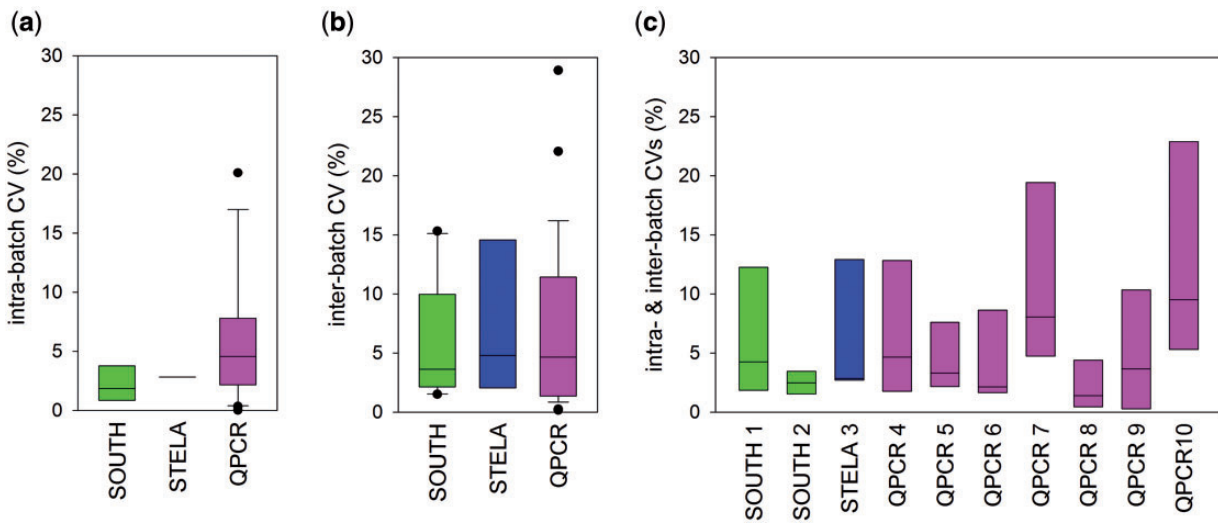 (a)
intra-batch CV (%)
30
25
20
15
10
5
0
SOUTH
STELA
QPCR
(b)
inter-batch CV (%)
30
25
20
15
10
5
0
SOUTH
STELA
QPCR
(c)
intra- & inter-batch CVs (%)
30
25
20
15
10
5
0
SOUTH 1
SOUTH 2
STELA 3
QPCR 4
QPCR 5
QPCR 6
QPCR 7
QPCR 8
QPCR 9
QPCR10